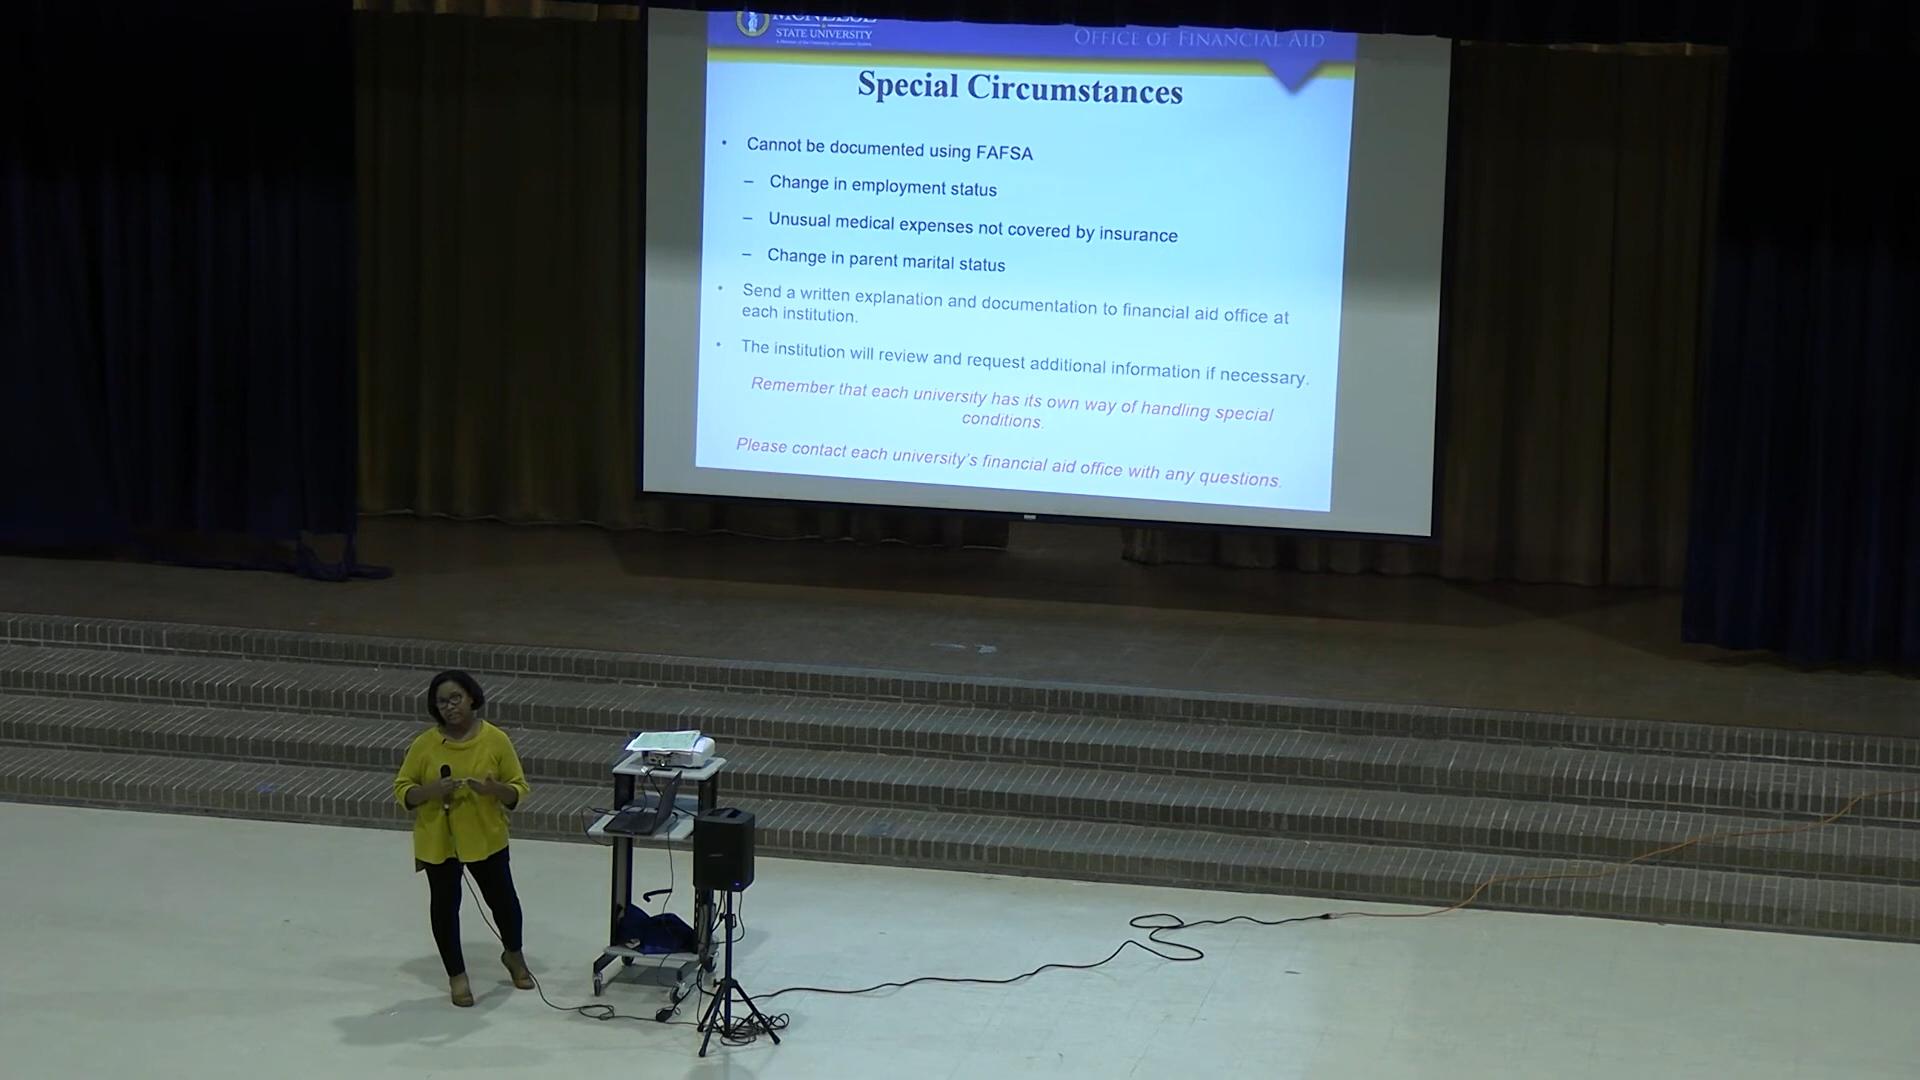 MCNEESE
STATE UNIVERSITY
OFFICE OF FINANCIAL AID
Special Circumstances
• Cannot be documented using FAFSA
– Change in employment status
– Unusual medical expenses not covered by insurance
– Change in parent marital status
• Send a written explanation and documentation to financial aid office at
each institution.
• The institution will review and request additional information if necessary.
Remember that each university has its own way of handling special
conditions.
Please contact each university's financial aid office with any questions.